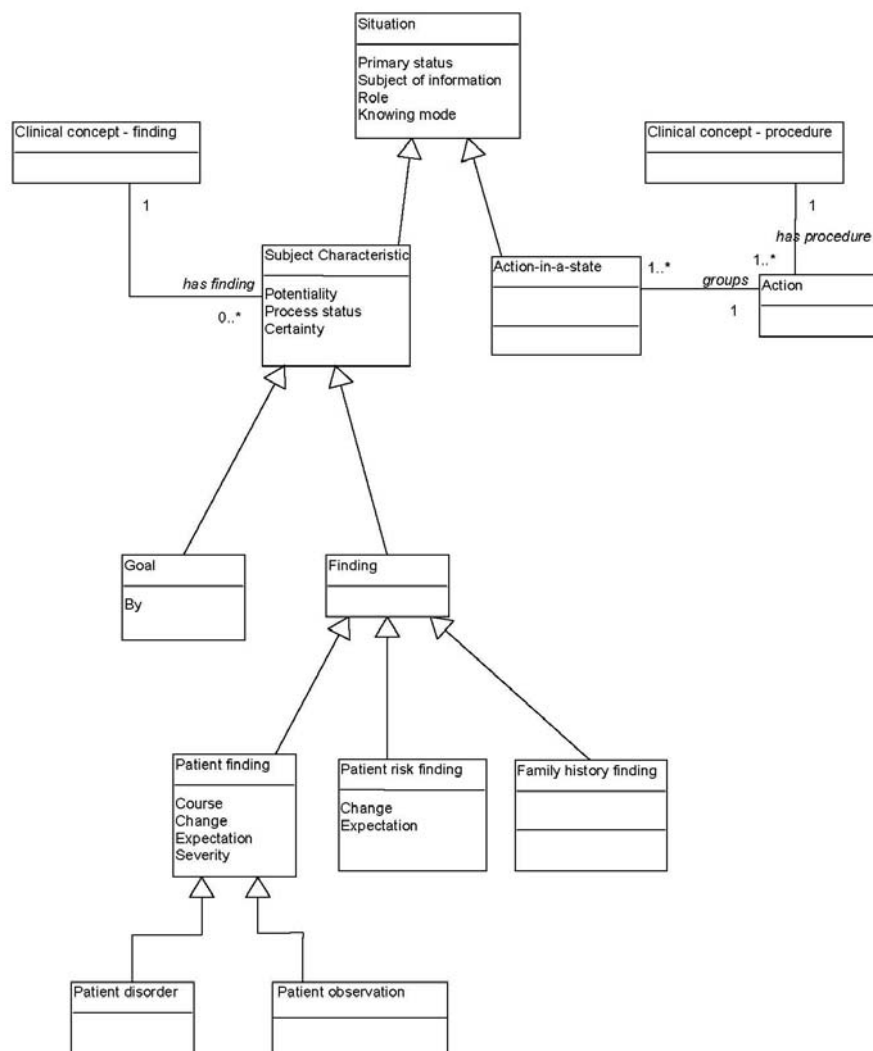 Situation
Primary status
Subject of information
Role
Knowing mode
Clinical concept - finding
Clinical concept - procedure
1
1
has procedure
Subject Characteristic
Potentiality
Process status
Certainty
has finding
0..*
Action-in-a-state
1..*
groups
1
1..*
Action
Goal
By
Finding
Patient finding
Course
Change
Expectation
Severity
Patient risk finding
Change
Expectation
Family history finding
Patient disorder
Patient observation